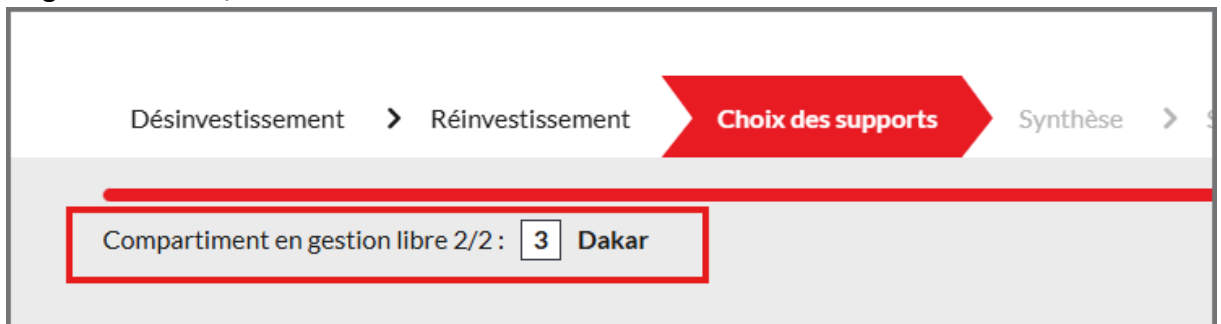 Désinvestissement > Réinvestissement Choix des supports Synthèse >
Compartiment en gestion libre 2/2 : 3 Dakar